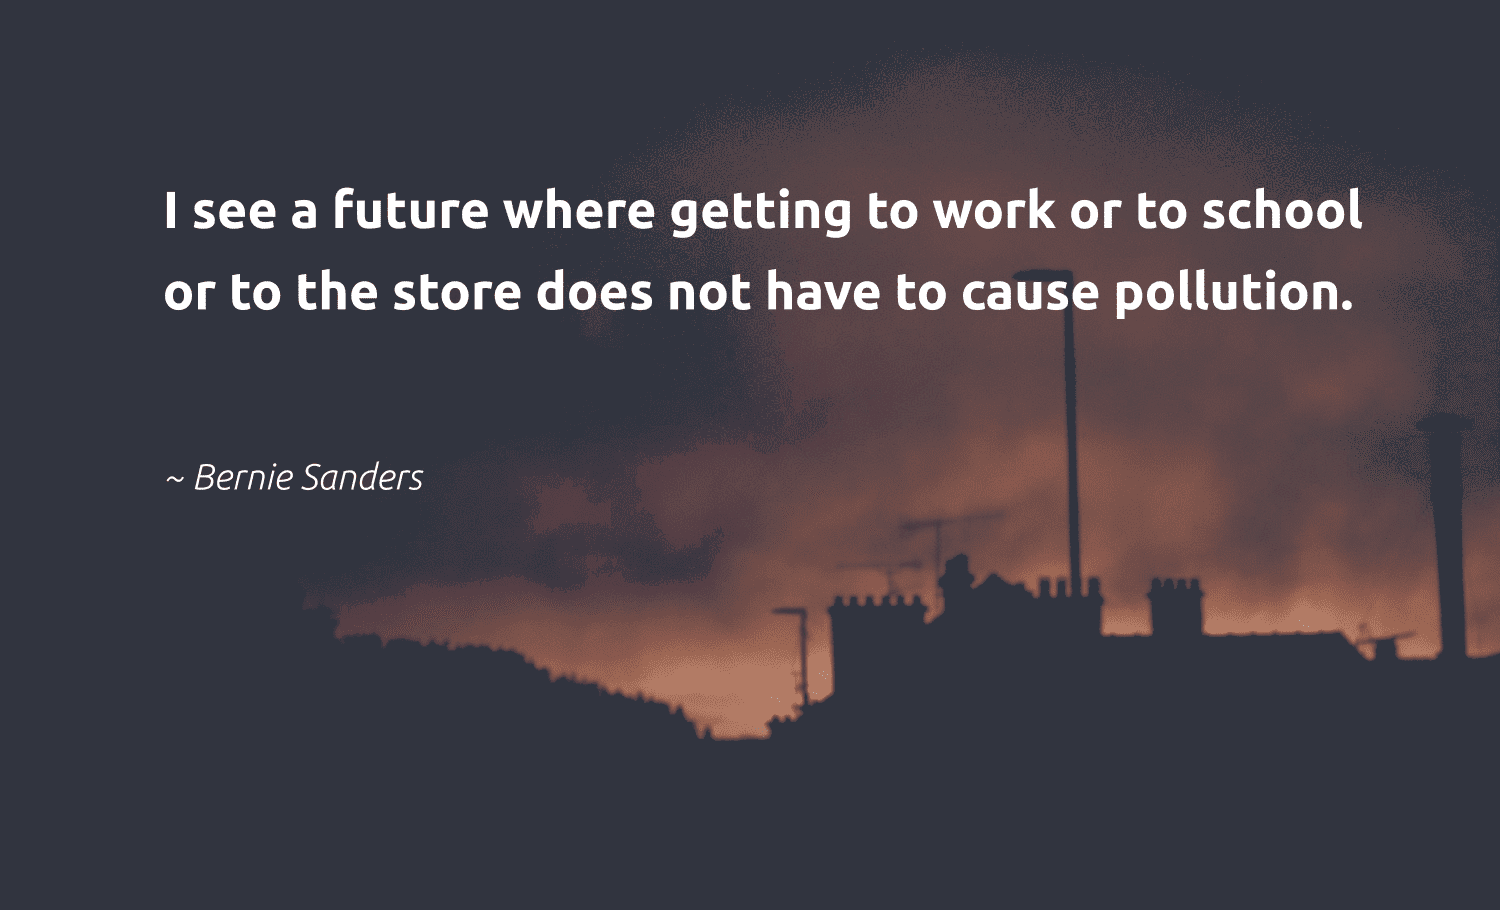 I see a future where getting to work or to school
or to the store does not have to cause pollution.
~ Bernie Sanders